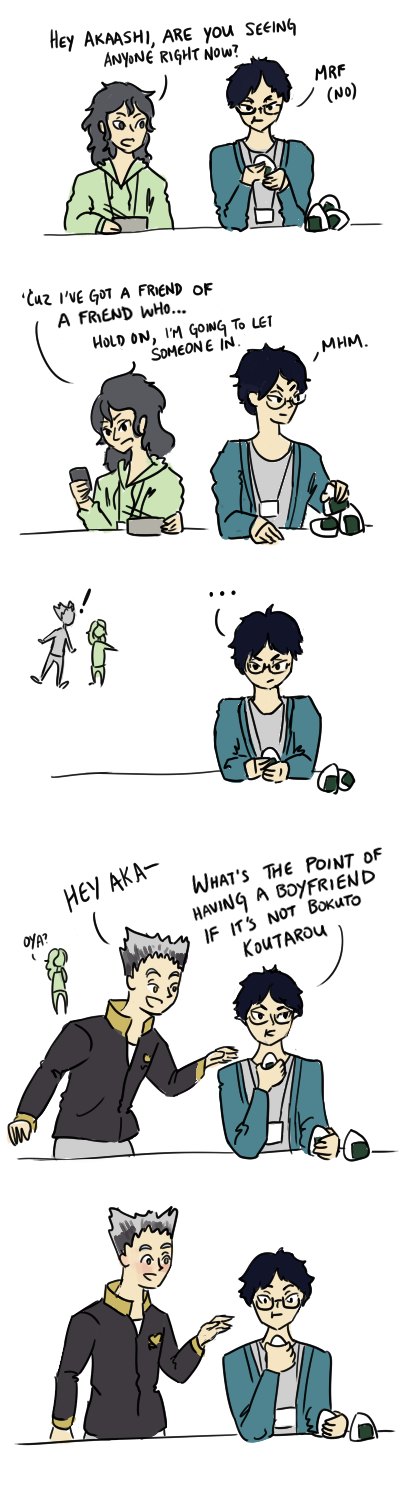 HEY AKAASHI, ARE YOU SEEING
ANYONE RIGHT NOW?
MRF
(NO)
'CUZ I'VE GOT A FRIEND OF
A FRIEND WHO...
HOLD ON, I'M GOING TO LET
SOMEONE IN.
MHM.
!
...
HEY AKA—
OYA?
WHAT'S THE POINT OF
HAVING A BOYFRIEND
IF IT'S NOT BOKUTO
KOUTAROU